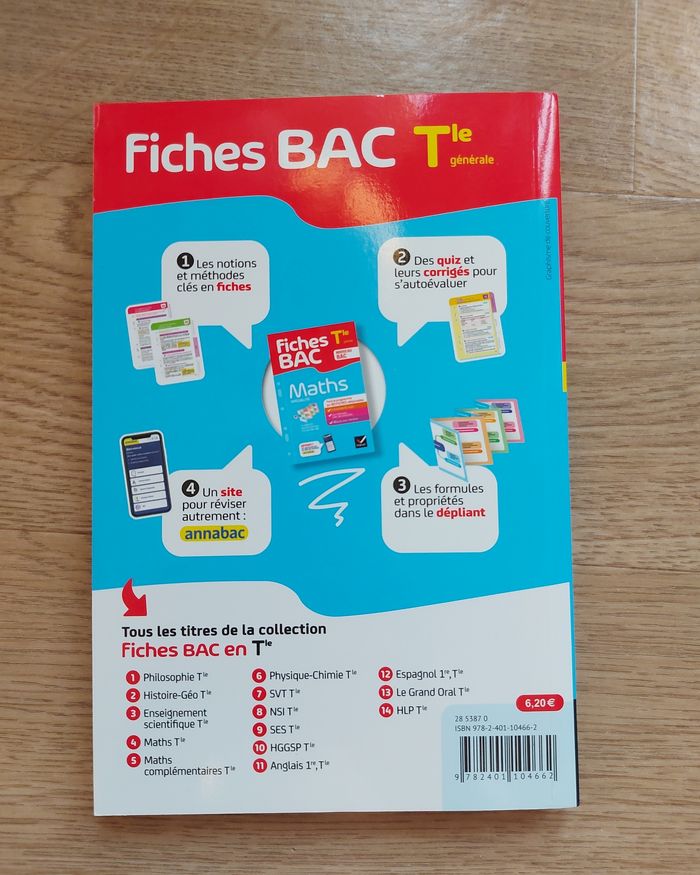 Fiches BAC Tle
générale
Graphisme de couverture
1 Les notions
et méthodes
clés en fiches
2 Des quiz et
leurs corrigés pour
s'autoévaluer
Fiches Tle
BAC
Maths
SPÉCIALITÉ
4 Un site
pour réviser
autrement :
annabac
3 Les formules
et propriétés
dans le dépliant
Tous les titres de la collection
Fiches BAC en Tle
1 Philosophie Tle
2 Histoire-Géo Tle
3 Enseignement
scientifique Tle
4 Maths Tle
5 Maths
complémentaires Tle
6 Physique-Chimie Tle
7 SVT Tle
8 NSI Tle
9 SES Tle
10 HGGSP Tle
11 Anglais 1re, Tle
12 Espagnol 1re, Tle
13 Le Grand Oral Tle
14 HLP Tle
6,20 €
28 5387 0
ISBN 978-2-401-10466-2
9 782401 104662